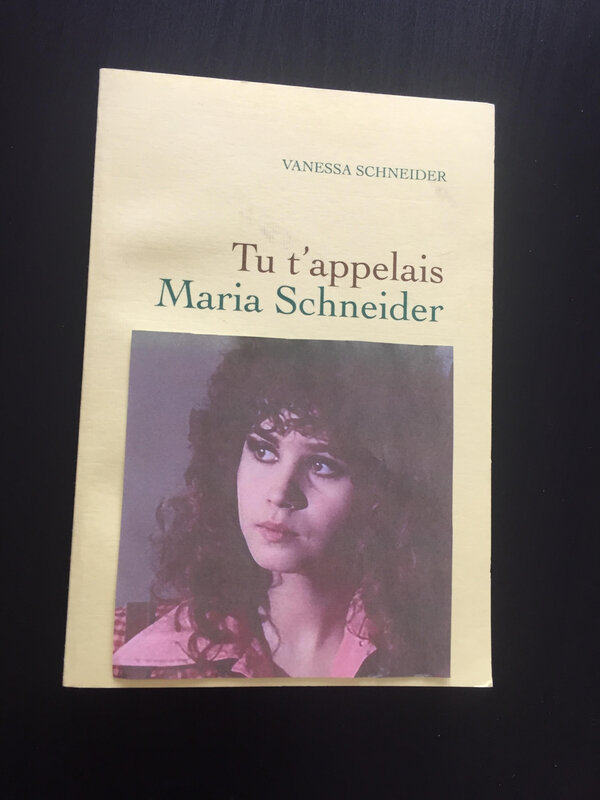 VANESSA SCHNEIDER
Tu t'appelais
Maria Schneider